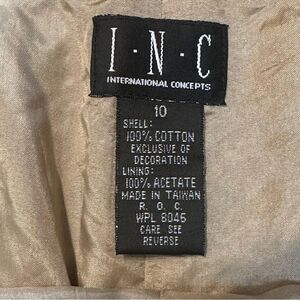 I·N·C
INTERNATIONAL CONCEPTS
10
SHELL:
100% COTTON
EXCLUSIVE OF
DECORATION
LINING:
100% ACETATE
MADE IN TAIWAN
R. O. C.
WPL 8046
CARE SEE
REVERSE